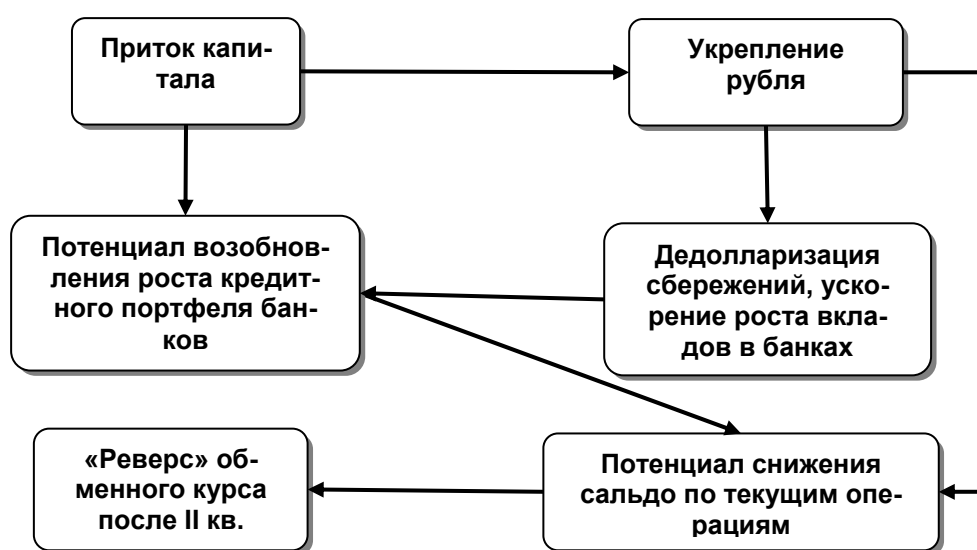 Приток капи-
тала
Укрепление
рубля
Потенциал возобнов-
ления роста кредит-
ного портфеля бан-
ков
Дедолларизация
сбережений, уско-
рение роста вкла-
дов в банках
«Реверс» об-
менного курса
после II кв.
Потенциал снижения
сальдо по текущим опе-
рациям